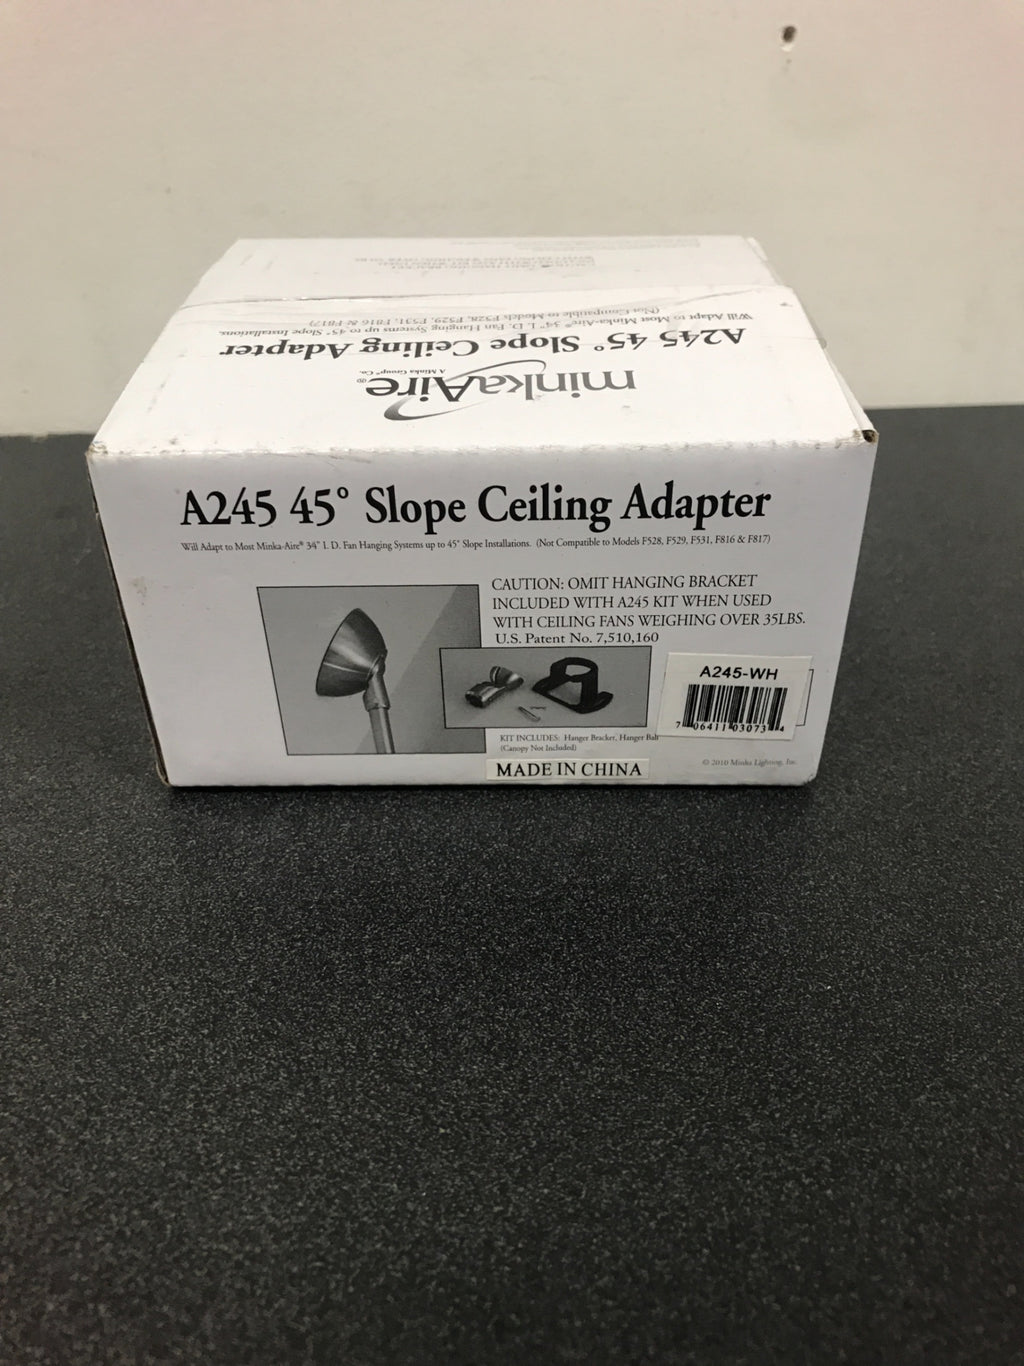 minkaAire®
A Minka Group® Co.
A245 45° Slope Ceiling Adapter
Will Adapt to Most Minka-Aire® 34" I. D. Fan Hanging Systems up to 45° Slope Installations.
(Not Compatible to Models F528, F529, F531, F816 & F817)
A245 45° Slope Ceiling Adapter
Will Adapt to Most Minka-Aire® 34" I. D. Fan Hanging Systems up to 45° Slope Installations. (Not Compatible to Models F528, F529, F531, F816 & F817)
CAUTION: OMIT HANGING BRACKET
INCLUDED WITH A245 KIT WHEN USED
WITH CEILING FANS WEIGHING OVER 35LBS.
U.S. Patent No. 7,510,160
A245-WH
7 06411 03073 4
KIT INCLUDES: Hanger Bracket, Hanger Ball
(Canopy Not Included)
MADE IN CHINA
© 2010 Minka Lighting, Inc.